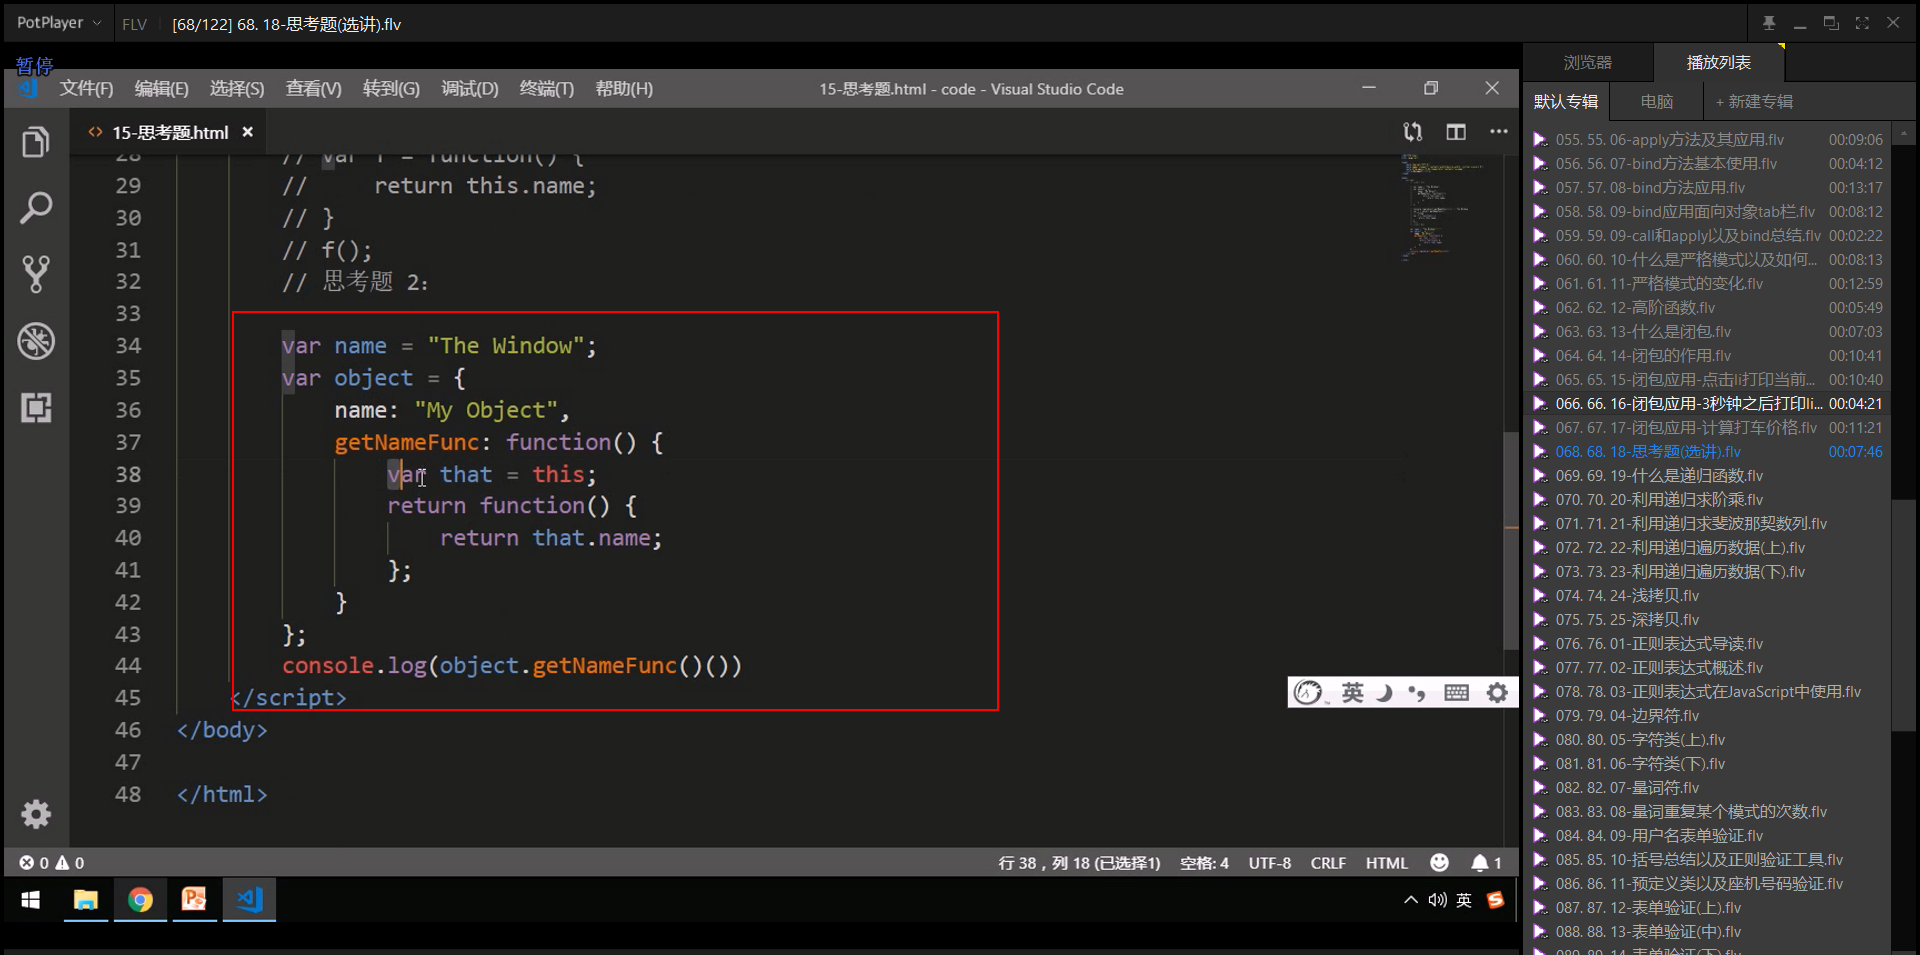 PotPlayer
FLV
[68/122] 68. 18-思考题(选讲).flv
暂停
文件(F) 编辑(E) 选择(S) 查看(V) 转到(G) 调试(D) 终端(T) 帮助(H)
15-思考题.html - code - Visual Studio Code
15-思考题.html
28 // var f = function() {
29 // return this.name;
30 // }
31 // f();
32 // 思考题 2:
33
34 var name = "The Window";
35 var object = {
36 name: "My Object",
37 getNameFunc: function() {
38 var that = this;
39 return function() {
40 return that.name;
41 };
42 }
43 };
44 console.log(object.getNameFunc()())
45 </script>
46 </body>
47
48 </html>
英
0 0
行 38，列 18 (已选择1) 空格: 4 UTF-8 CRLF HTML 1
英
浏览器 播放列表
默认专辑 电脑 + 新建专辑
055. 55. 06-apply方法及其应用.flv 00:09:06
056. 56. 07-bind方法基本使用.flv 00:04:12
057. 57. 08-bind方法应用.flv 00:13:17
058. 58. 09-bind应用面向对象tab栏.flv 00:08:12
059. 59. 09-call和apply以及bind总结.flv 00:02:22
060. 60. 10-什么是严格模式以及如何... 00:08:13
061. 61. 11-严格模式的变化.flv 00:12:59
062. 62. 12-高阶函数.flv 00:05:49
063. 63. 13-什么是闭包.flv 00:07:03
064. 64. 14-闭包的作用.flv 00:10:41
065. 65. 15-闭包应用-点击li打印当前... 00:10:40
066. 66. 16-闭包应用-3秒钟之后打印li... 00:04:21
067. 67. 17-闭包应用-计算打车价格.flv 00:11:21
068. 68. 18-思考题(选讲).flv 00:07:46
069. 69. 19-什么是递归函数.flv
070. 70. 20-利用递归求阶乘.flv
071. 71. 21-利用递归求斐波那契数列.flv
072. 72. 22-利用递归遍历数据(上).flv
073. 73. 23-利用递归遍历数据(下).flv
074. 74. 24-浅拷贝.flv
075. 75. 25-深拷贝.flv
076. 76. 01-正则表达式导读.flv
077. 77. 02-正则表达式概述.flv
078. 78. 03-正则表达式在JavaScript中使用.flv
079. 79. 04-边界符.flv
080. 80. 05-字符类(上).flv
081. 81. 06-字符类(下).flv
082. 82. 07-量词符.flv
083. 83. 08-量词重复某个模式的次数.flv
084. 84. 09-用户名表单验证.flv
085. 85. 10-括号总结以及正则验证工具.flv
086. 86. 11-预定义类以及座机号码验证.flv
087. 87. 12-表单验证(上).flv
088. 88. 13-表单验证(中).flv
089. 89. 14-表单验证(下).flv